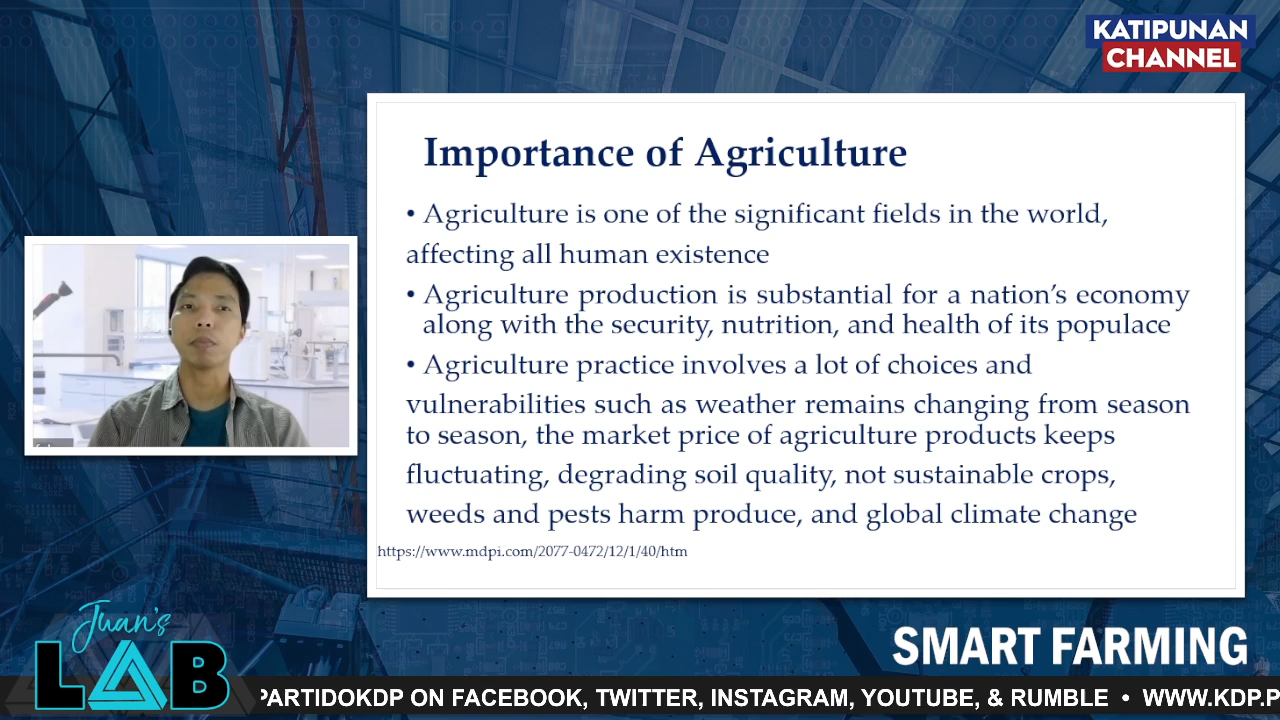 KATIPUNAN
CHANNEL
Importance of Agriculture
• Agriculture is one of the significant fields in the world,
affecting all human existence
• Agriculture production is substantial for a nation's economy
along with the security, nutrition, and health of its populace
• Agriculture practice involves a lot of choices and
vulnerabilities such as weather remains changing from season
to season, the market price of agriculture products keeps
fluctuating, degrading soil quality, not sustainable crops,
weeds and pests harm produce, and global climate change
https://www.mdpi.com/2077-0472/12/1/40/htm
Juan's
LAB
SMART FARMING
PARTIDOKDP ON FACEBOOK, TWITTER, INSTAGRAM, YOUTUBE, & RUMBLE • WWW.KDP.P